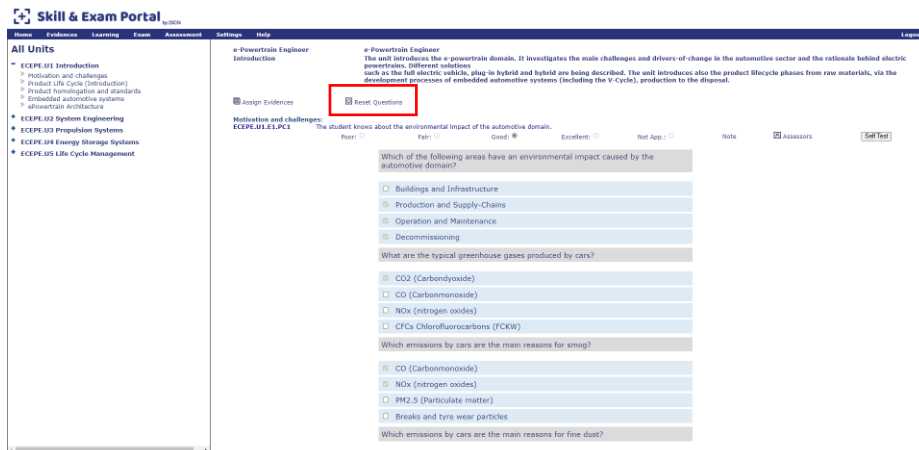 Skill & Exam Portal by ISCN
Home Evidences Learning Exam Assessment Settings Help Logou
All Units
ECEPE.U1 Introduction
Motivation and challenges
Product Life Cycle (Introduction)
Product homologation and standards
Embedded automotive systems
ePowertrain Architecture
ECEPE.U2 System Engineering
ECEPE.U3 Propulsion Systems
ECEPE.U4 Energy Storage Systems
ECEPE.U5 Life Cycle Management
e-Powertrain Engineer e-Powertrain Engineer
Introduction The unit introduces the e-powertrain domain. It investigates the main challenges and drivers-of-change in the automotive sector and the rationale behind electric
powertrains. Different solutions
such as the full electric vehicle, plug-in hybrid and hybrid are being described. The unit introduces also the product lifecycle phases from raw materials, via the
development processes of embedded automotive systems (including the V-Cycle), production to the disposal.
Assign Evidences Reset Questions
Motivation and challenges:
ECEPE.U1.E1.PC1 The student knows about the environmental impact of the automotive domain.
Poor: Fair: Good: Excellent: Not App.: Note Assessors Self Test
Which of the following areas have an environmental impact caused by the
automotive domain?
Buildings and Infrastructure
Production and Supply-Chains
Operation and Maintenance
Decommissioning
What are the typical greenhouse gases produced by cars?
CO2 (Carbondyoxide)
CO (Carbonmonoxide)
NOx (nitrogen oxides)
CFCs Chlorofluorocarbons (FCKW)
Which emissions by cars are the main reasons for smog?
CO (Carbonmonoxide)
NOx (nitrogen oxides)
PM2.5 (Particulate matter)
Breaks and tyre wear particles
Which emissions by cars are the main reasons for fine dust?